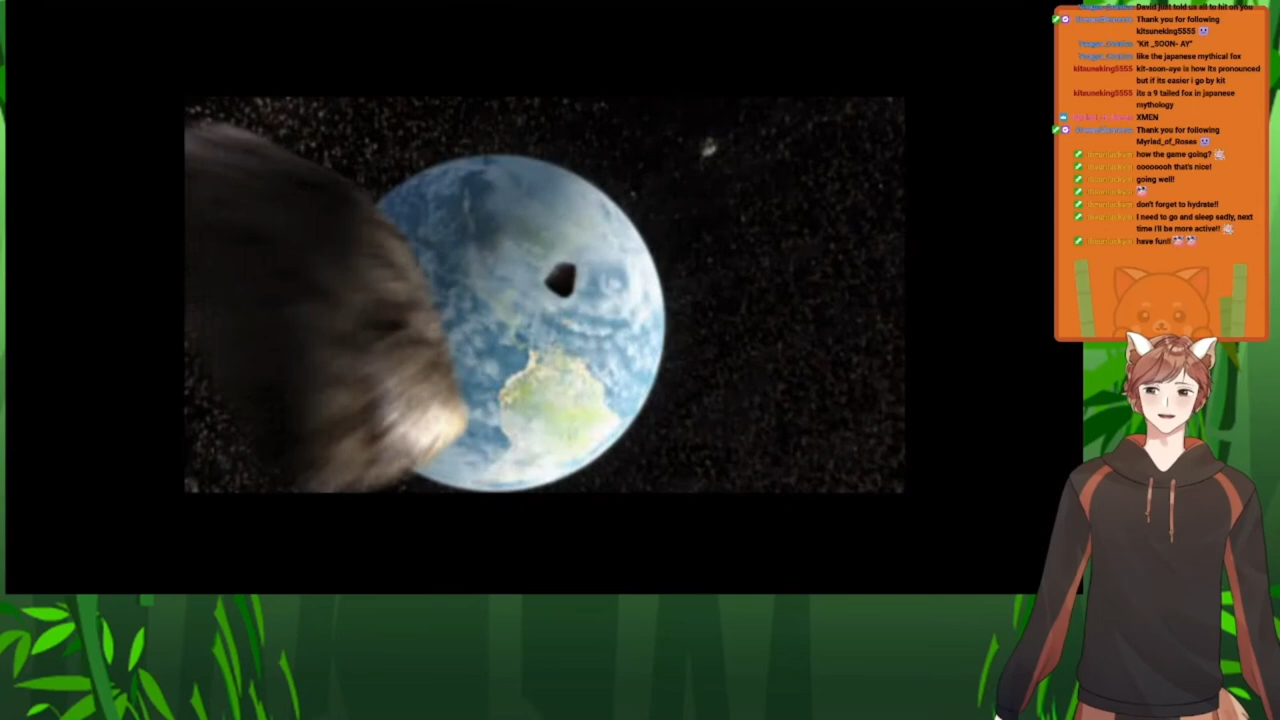 David just told us all to hit on you
Thank you for following
kitsuneking5555
"Kit _SOON- AY"
like the japanese mythical fox
kitsuneking5555 kit-soon-aye is how its pronounced
but if its easier i go by kit
kitsuneking5555 its a 9 tailed fox in japanese
mythology
XMEN
Thank you for following
Myriad_of_Roses
how the game going?
oooooooh that's nice!
going well!
don't forget to hydrate!!
I need to go and sleep sadly, next
time I'll be more active!!
have fun!!